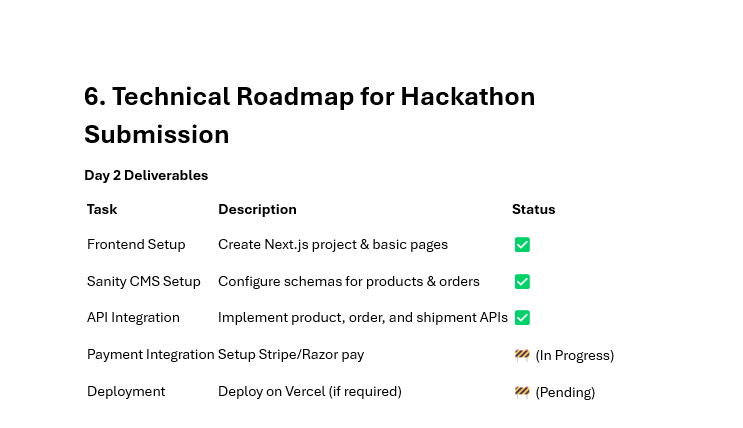 6. Technical Roadmap for Hackathon
Submission
Day 2 Deliverables
Task Description Status
Frontend Setup Create Next.js project & basic pages ✅
Sanity CMS Setup Configure schemas for products & orders ✅
API Integration Implement product, order, and shipment APIs ✅
Payment Integration Setup Stripe/Razor pay 🚧 (In Progress)
Deployment Deploy on Vercel (if required) 🚧 (Pending)